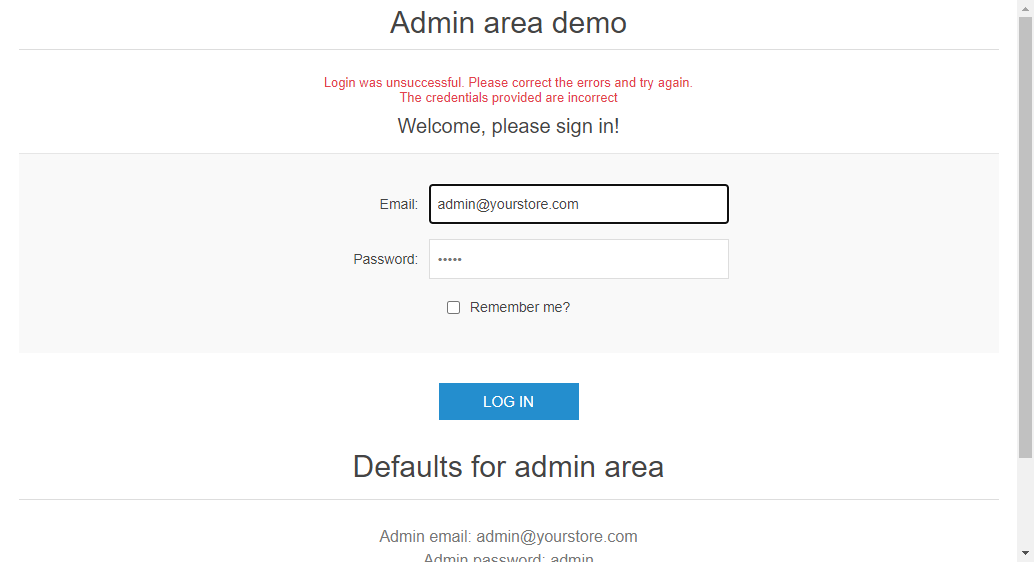 Admin area demo
Login was unsuccessful. Please correct the errors and try again.
The credentials provided are incorrect
Welcome, please sign in!
Email: admin@yourstore.com
Password: •••••
Remember me?
LOG IN
Defaults for admin area
Admin email: admin@yourstore.com
Admin password: admin